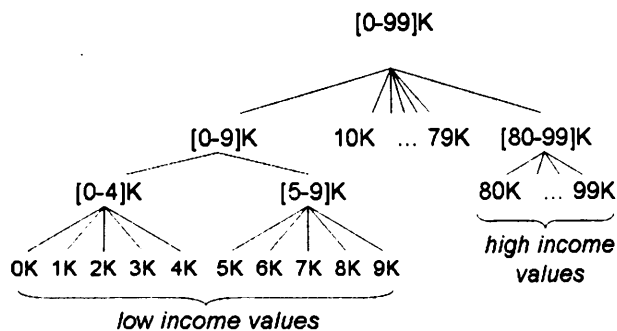 [0-99]K
[0-9]K 10K ... 79K [80-99]K
[0-4]K [5-9]K 80K ... 99K
0K 1K 2K 3K 4K 5K 6K 7K 8K 9K
high income
values
low income values